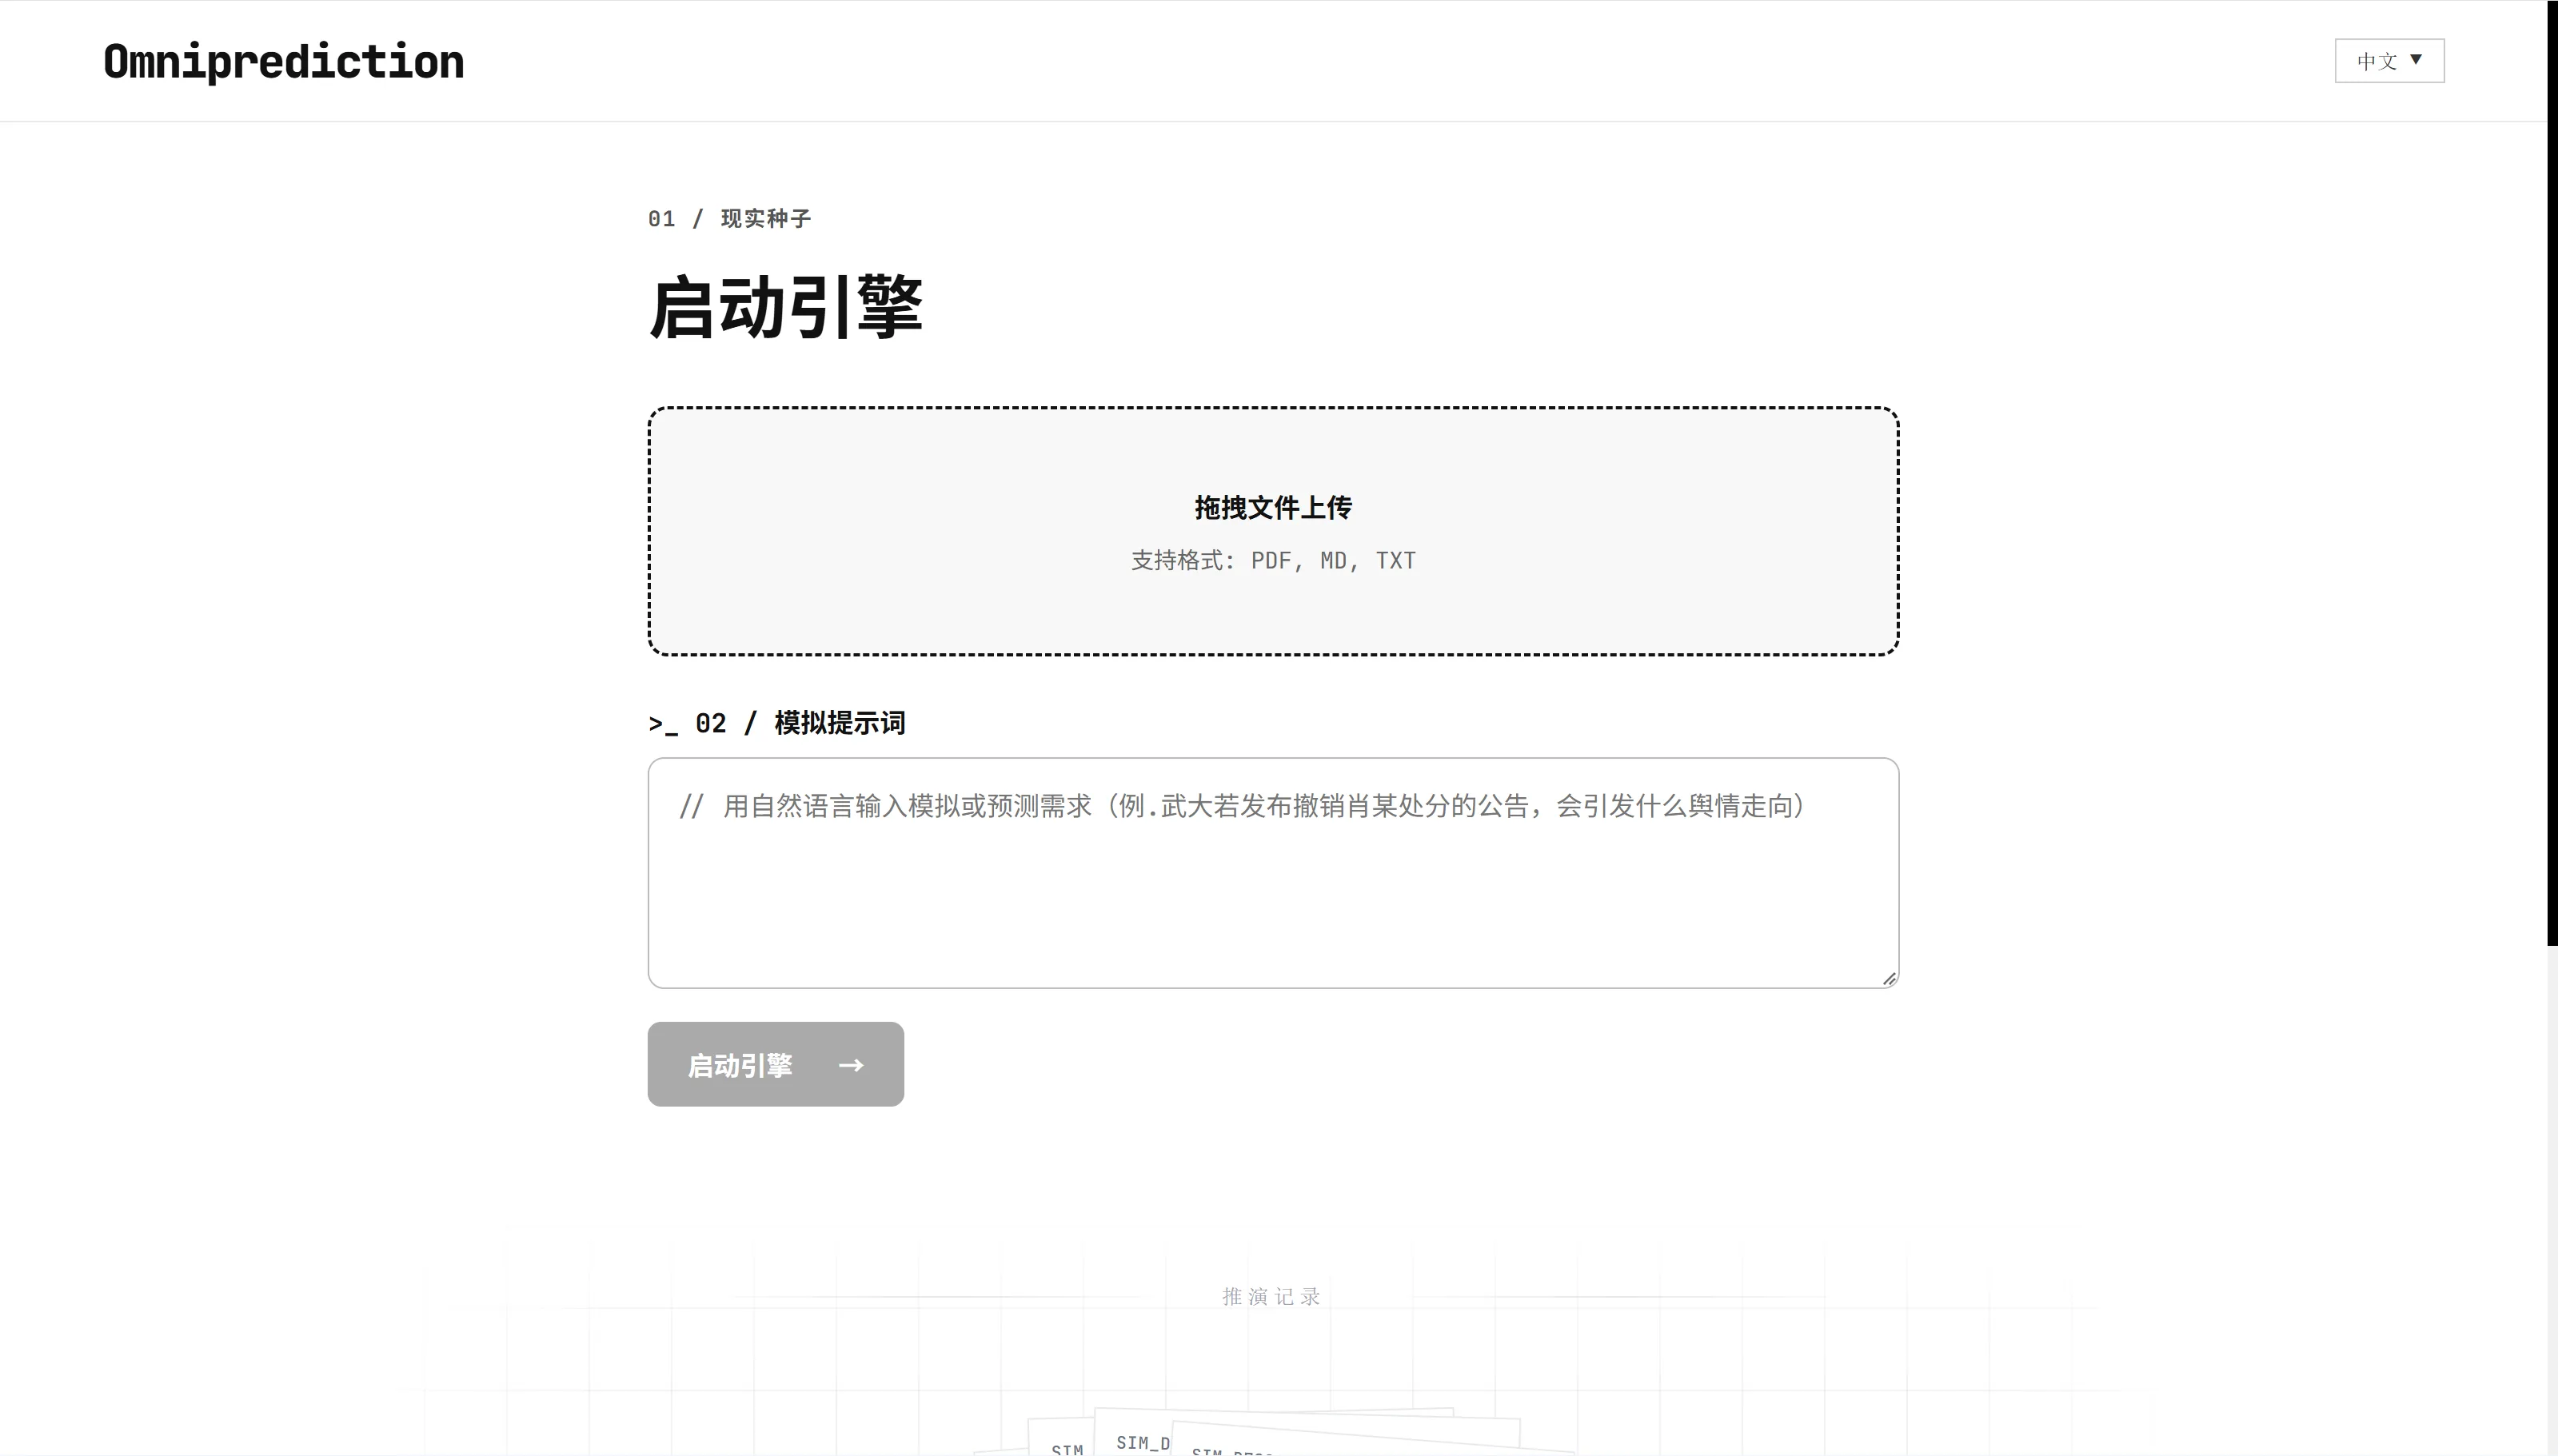 Omniprediction
中文 ▼
01 / 现实种子
启动引擎
拖拽文件上传
支持格式: PDF, MD, TXT
>_ 02 / 模拟提示词
// 用自然语言输入模拟或预测需求（例.武大若发布撤销肖某处分的公告，会引发什么舆情走向）
启动引擎 →
推演记录
SIM_D
SIM